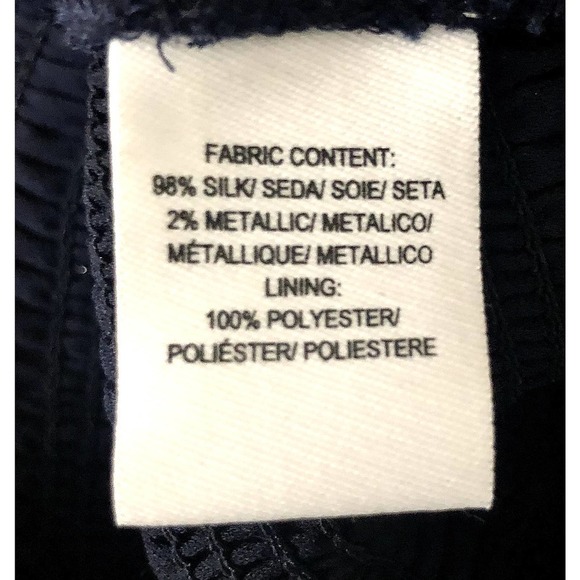 FABRIC CONTENT:
98% SILK/ SEDA/ SOIE/ SETA
2% METALLIC/ METALICO/
MÉTALLIQUE/ METALLICO
LINING:
100% POLYESTER/
POLIÉSTER/ POLIESTERE